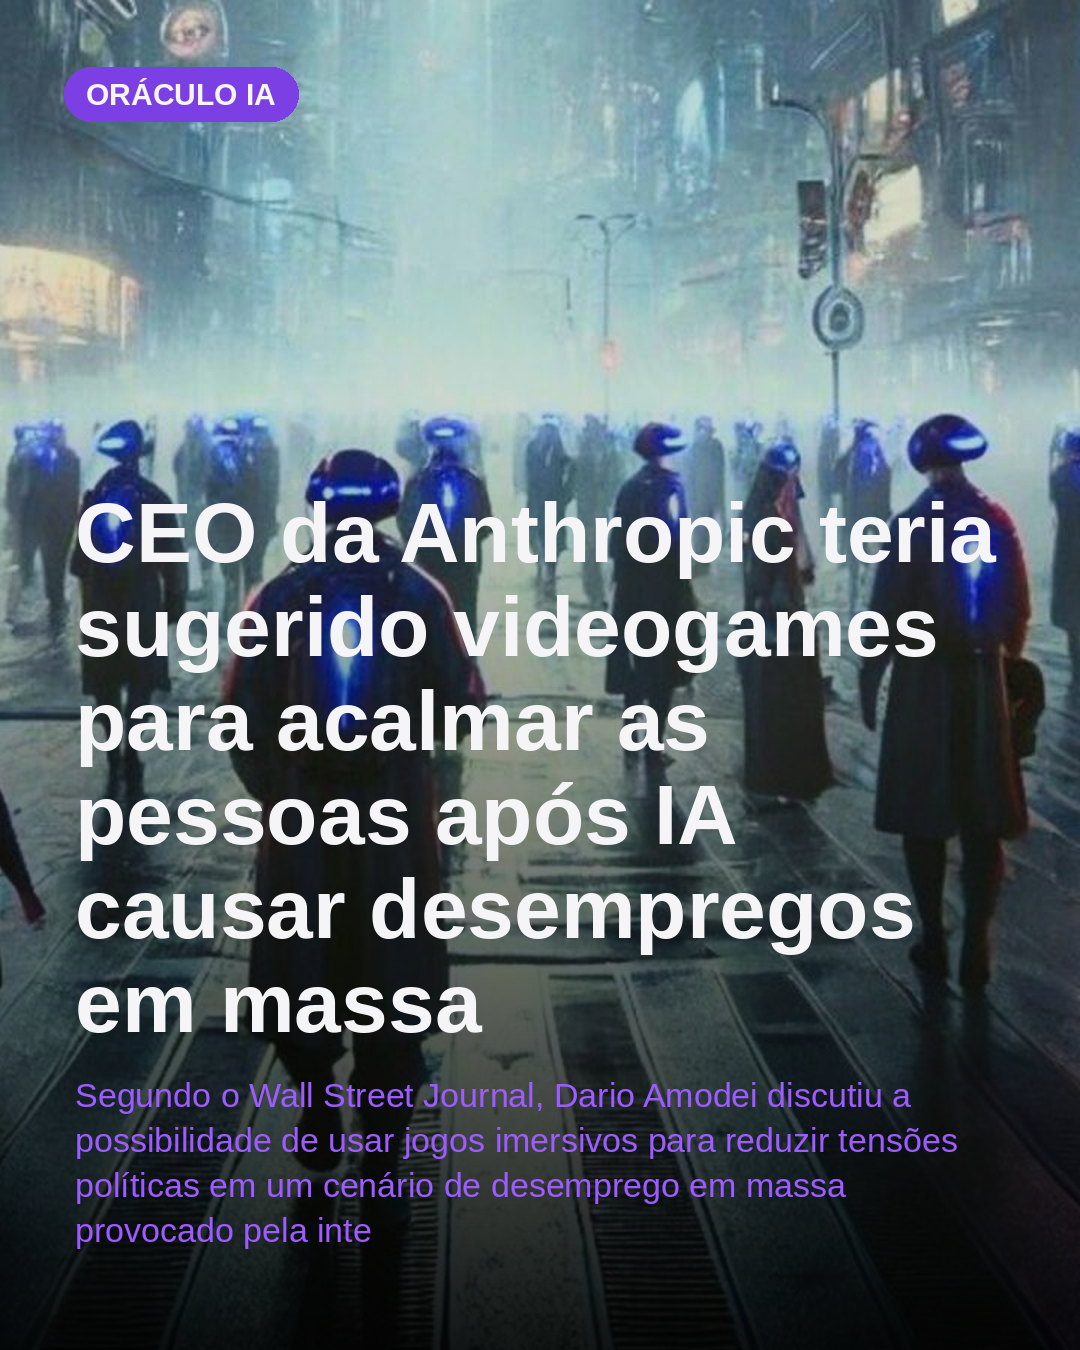 ORÁCULO IA
CEO da Anthropic teria
sugerido videogames
para acalmar as
pessoas após IA
causar desempregos
em massa
Segundo o Wall Street Journal, Dario Amodei discutiu a
possibilidade de usar jogos imersivos para reduzir tensões
políticas em um cenário de desemprego em massa
provocado pela inte